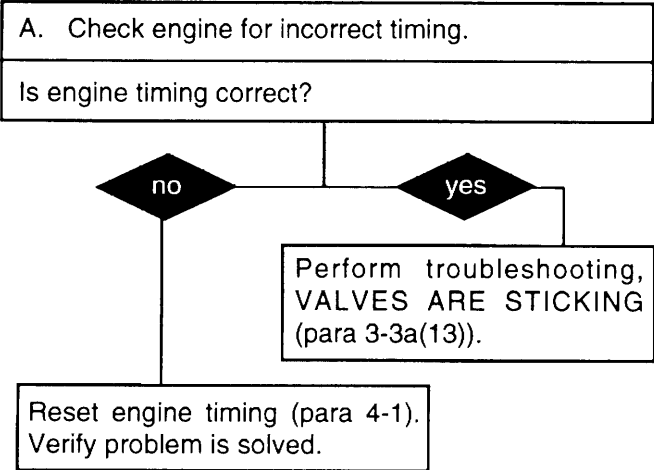 A. Check engine for incorrect timing.
Is engine timing correct?
no
yes
Perform troubleshooting,
VALVES ARE STICKING
(para 3-3a(13)).
Reset engine timing (para 4-1).
Verify problem is solved.